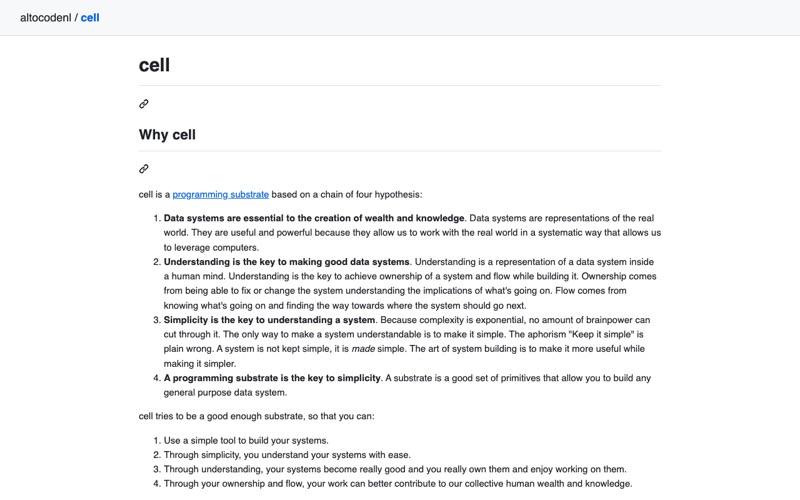 altocodenl / cell
cell
Why cell
cell is a programming substrate based on a chain of four hypothesis:
1. Data systems are essential to the creation of wealth and knowledge. Data systems are representations of the real
world. They are useful and powerful because they allow us to work with the real world in a systematic way that allows us
to leverage computers.
2. Understanding is the key to making good data systems. Understanding is a representation of a data system inside
a human mind. Understanding is the key to achieve ownership of a system and flow while building it. Ownership comes
from being able to fix or change the system understanding the implications of what's going on. Flow comes from
knowing what's going on and finding the way towards where the system should go next.
3. Simplicity is the key to understanding a system. Because complexity is exponential, no amount of brainpower can
cut through it. The only way to make a system understandable is to make it simple. The aphorism "Keep it simple" is
plain wrong. A system is not kept simple, it is made simple. The art of system building is to make it more useful while
making it simpler.
4. A programming substrate is the key to simplicity. A substrate is a good set of primitives that allow you to build any
general purpose data system.
cell tries to be a good enough substrate, so that you can:
1. Use a simple tool to build your systems.
2. Through simplicity, you understand your systems with ease.
3. Through understanding, your systems become really good and you really own them and enjoy working on them.
4. Through your ownership and flow, your work can better contribute to our collective human wealth and knowledge.